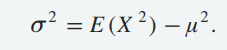 σ² = E(X²) − μ².